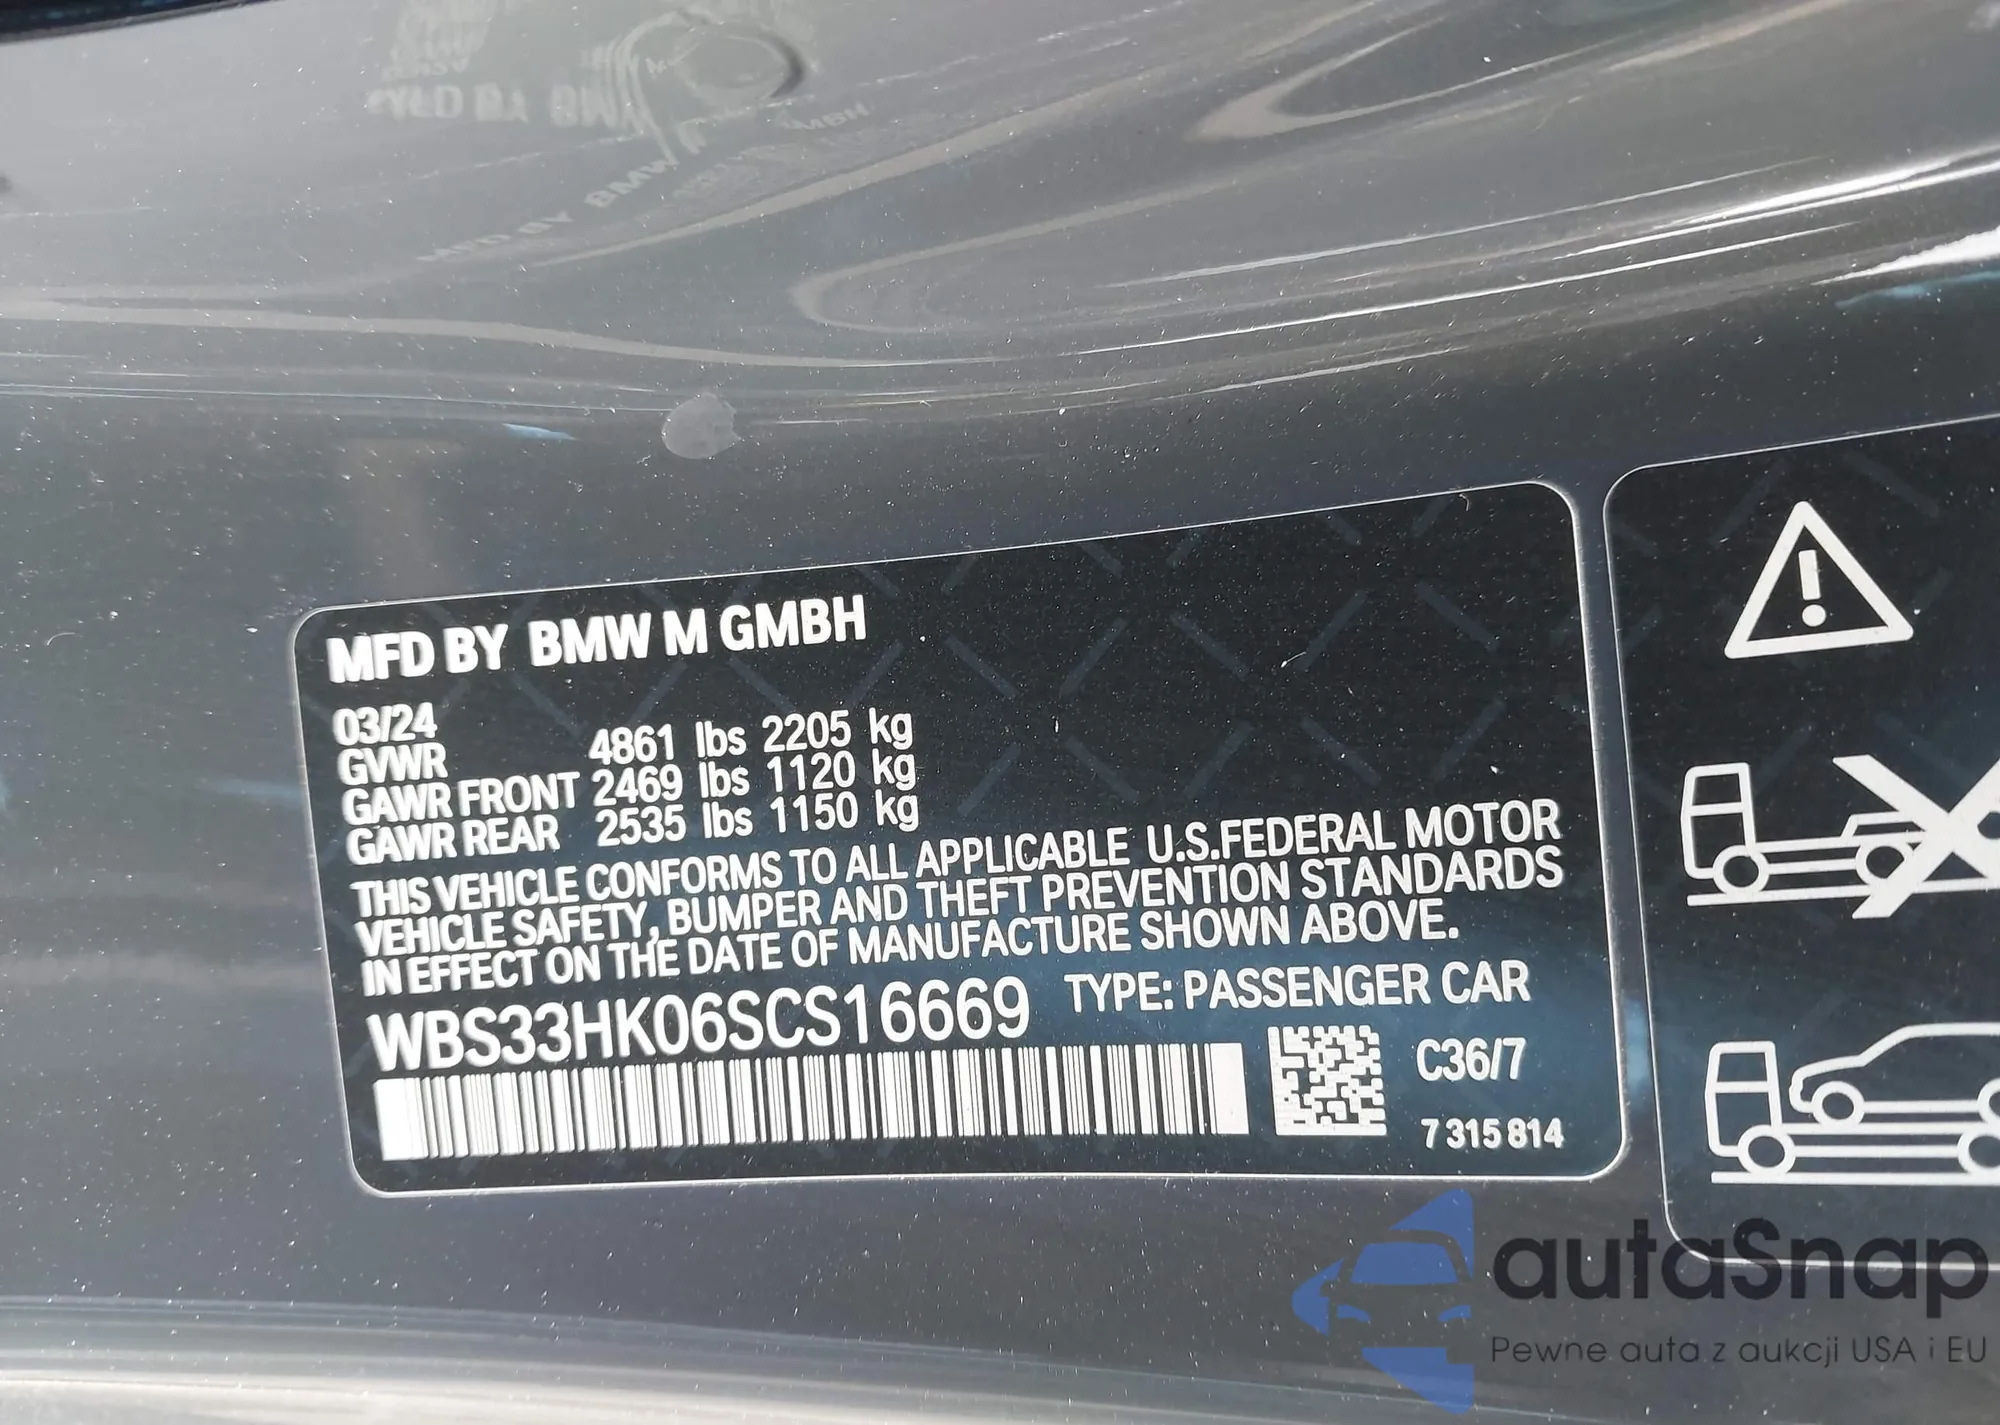 MFD BY BMW M GMBH
03/24
GVWR 4861 lbs 2205 kg
GAWR FRONT 2469 lbs 1120 kg
GAWR REAR 2535 lbs 1150 kg
THIS VEHICLE CONFORMS TO ALL APPLICABLE U.S.FEDERAL MOTOR
VEHICLE SAFETY, BUMPER AND THEFT PREVENTION STANDARDS
IN EFFECT ON THE DATE OF MANUFACTURE SHOWN ABOVE.
WBS33HK06SCS16669 TYPE: PASSENGER CAR
C36/7
7 315 814
autaSnap
Pewne auta z aukcji USA i EU